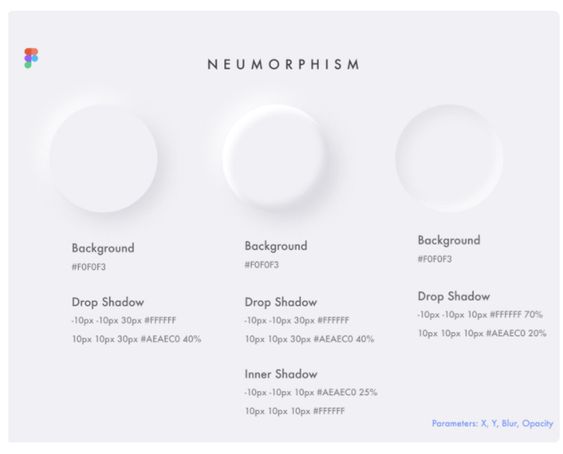 NEUMORPHISM
Background
#F0F0F3
Drop Shadow
-10px -10px 30px #FFFFFF
10px 10px 30px #AEAEC0 40%
Background
#F0F0F3
Drop Shadow
-10px -10px 30px #FFFFFF
10px 10px 30px #AEAEC0 40%
Inner Shadow
-10px -10px 10px #AEAEC0 25%
10px 10px 10px #FFFFFF
Background
#F0F0F3
Drop Shadow
-10px -10px 10px #FFFFFF 70%
10px 10px 10px #AEAEC0 20%
Parameters: X, Y, Blur, Opacity